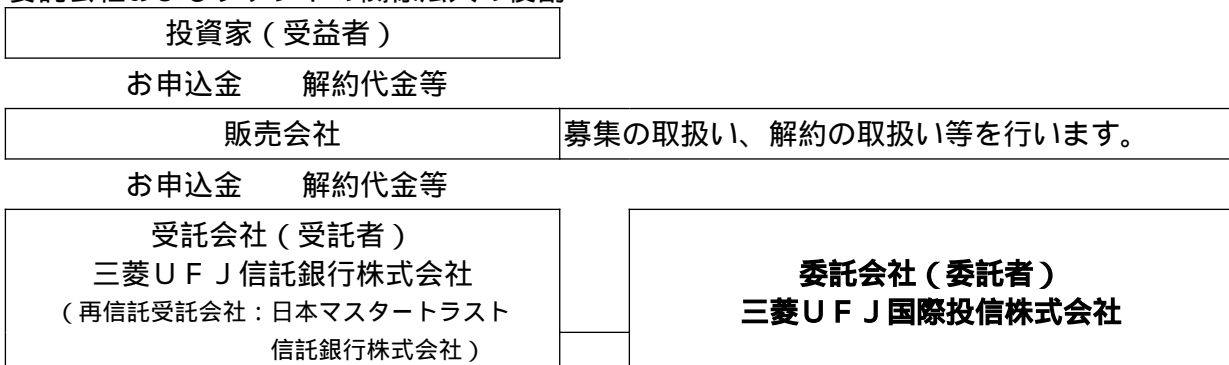 投資家（受益者）
お申込金　　解約代金等
販売会社　募集の取扱い、解約の取扱い等を行います。
お申込金　　解約代金等
受託会社（受託者）
三菱ＵＦＪ信託銀行株式会社
（再信託受託会社：日本マスタートラスト
信託銀行株式会社）
委託会社（委託者）
三菱ＵＦＪ国際投信株式会社